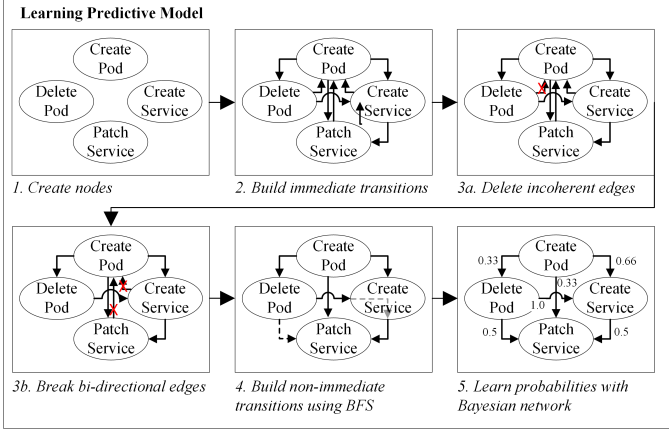 Learning Predictive Model
Create
Pod
Delete
Pod
Create
Service
Patch
Service
1. Create nodes
Create
Pod
Delete
Pod
Create
Service
Patch
Service
2. Build immediate transitions
Create
Pod
Delete
Pod
Create
Service
Patch
Service
3a. Delete incoherent edges
Create
Pod
Delete
Pod
Create
Service
Patch
Service
3b. Break bi-directional edges
Create
Pod
Delete
Pod
Create
Service
Patch
Service
4. Build non-immediate
transitions using BFS
Create
Pod
0.33
0.66
Delete
Pod
0.33
1.0
Create
Service
0.5
Patch
Service
0.5
5. Learn probabilities with
Bayesian network